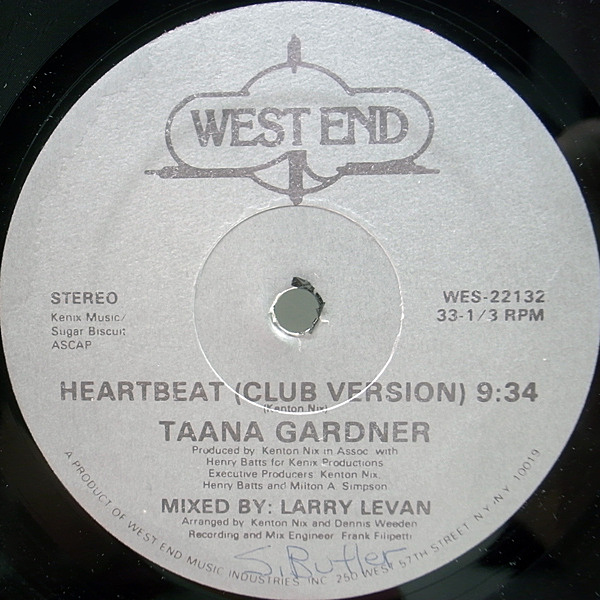 WEST END
STEREO
Kenix Music/
Sugar Biscuit
ASCAP
WES-22132
33-1/3 RPM
HEARTBEAT (CLUB VERSION) 9:34
(Kenton Nix)
TAANA GARDNER
Produced by Kenton Nix in Assoc. with
Henry Batts for Kenix Productions
Executive Producers: Kenton Nix.
Henry Batts and Milton A. Simpson
MIXED BY: LARRY LEVAN
Arranged by Kenton Nix and Dennis Weeden
Recording and Mix Engineer Frank Filipetti
S. Butler
A PRODUCT OF WEST END MUSIC INDUSTRIES INC 250 WEST 57TH STREET NY. NY. 10019